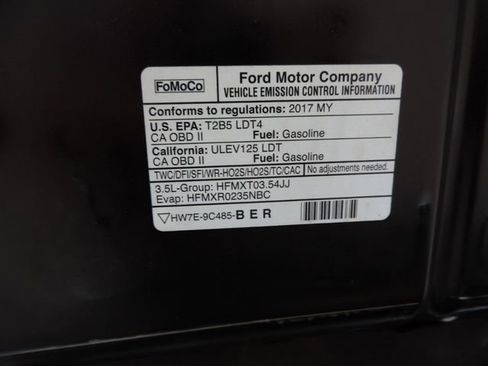 FoMoCo
Ford Motor Company
VEHICLE EMISSION CONTROL INFORMATION
Conforms to regulations: 2017 MY
U.S. EPA: T2B5 LDT4
CA OBD II Fuel: Gasoline
California: ULEV125 LDT
CA OBD II Fuel: Gasoline
TWC/DFI/SFI/WR-HO2S/HO2S/TC/CAC No adjustments needed.
3.5L-Group: HFMXT03.54JJ
Evap: HFMXR0235NBC
HW7E-9C485-BER